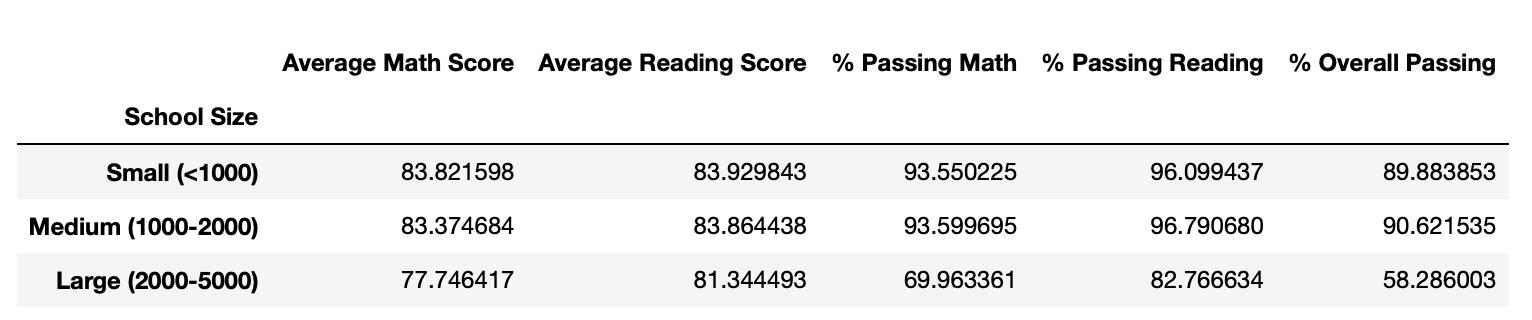 Average Math Score Average Reading Score % Passing Math % Passing Reading % Overall Passing
School Size
Small (<1000) 83.821598 83.929843 93.550225 96.099437 89.883853
Medium (1000-2000) 83.374684 83.864438 93.599695 96.790680 90.621535
Large (2000-5000) 77.746417 81.344493 69.963361 82.766634 58.286003